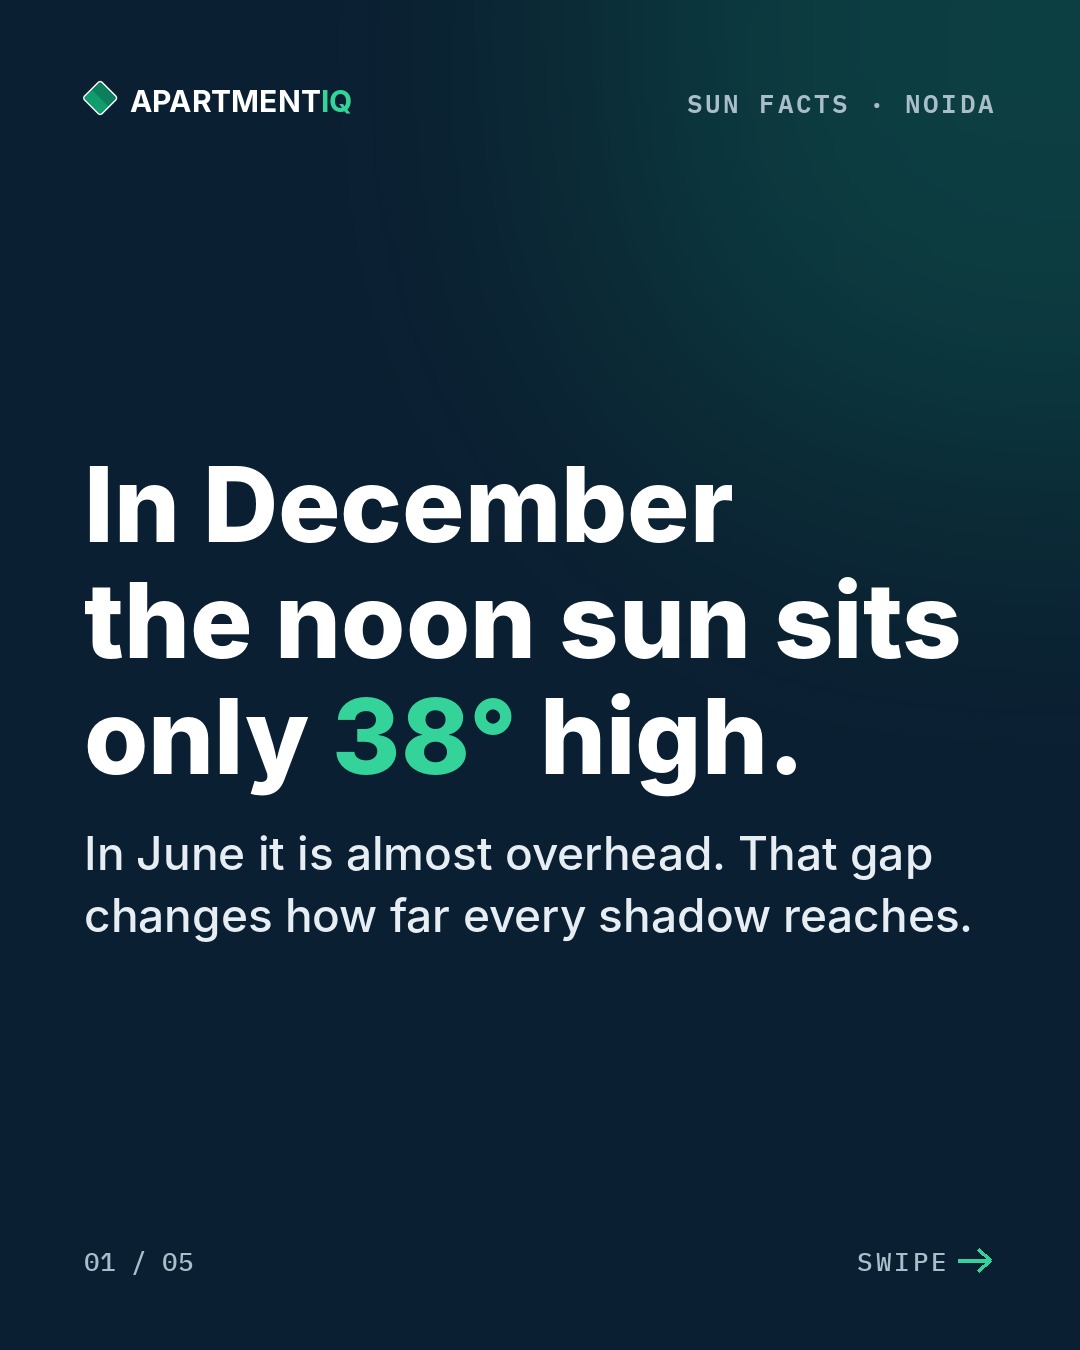 APARTMENTIQ
SUN FACTS · NOIDA
In December
the noon sun sits
only 38° high.
In June it is almost overhead. That gap
changes how far every shadow reaches.
01 / 05
SWIPE →